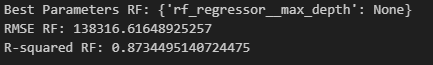 Best Parameters RF: {'rf_regressor__max_depth': None}
RMSE RF: 138316.61648925257
R-squared RF: 0.8734495140724475